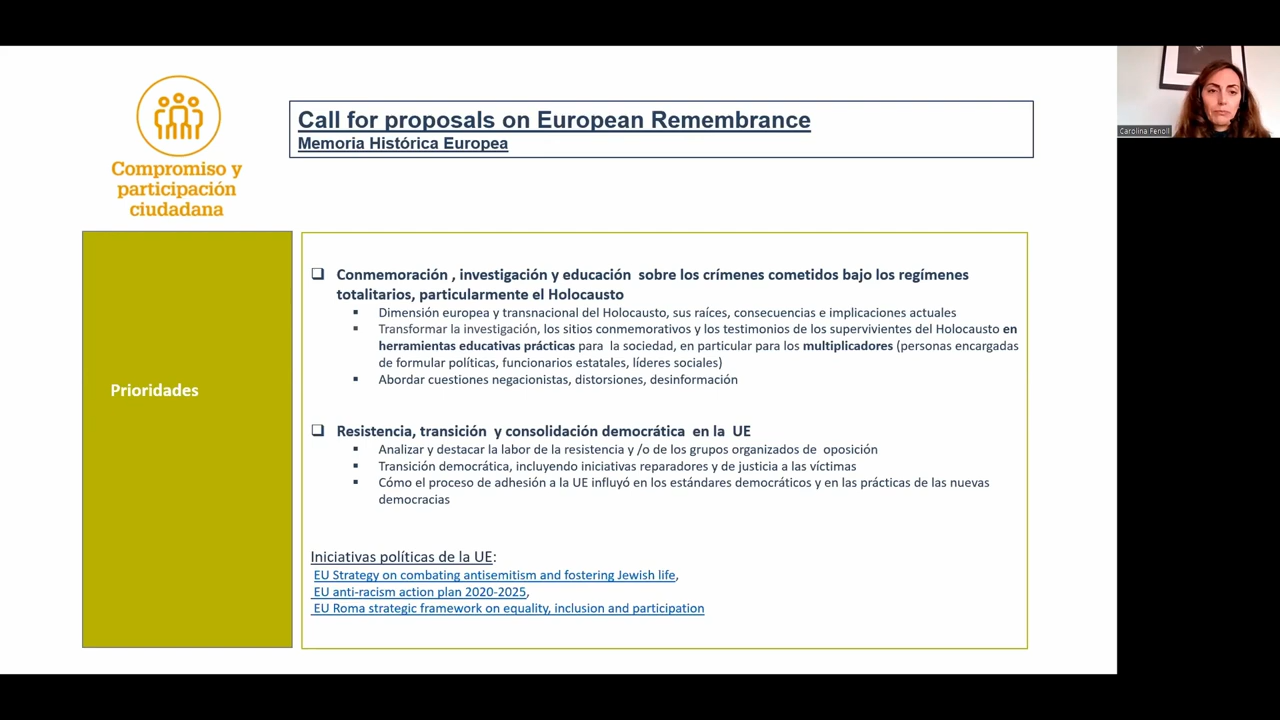 Call for proposals on European Remembrance
Memoria Histórica Europea
Carolina Fenoll
Compromiso y
participación
ciudadana
Prioridades
Conmemoración , investigación y educación sobre los crímenes cometidos bajo los regímenes
totalitarios, particularmente el Holocausto
Dimensión europea y transnacional del Holocausto, sus raíces, consecuencias e implicaciones actuales
Transformar la investigación, los sitios conmemorativos y los testimonios de los supervivientes del Holocausto en
herramientas educativas prácticas para la sociedad, en particular para los multiplicadores (personas encargadas
de formular políticas, funcionarios estatales, líderes sociales)
Abordar cuestiones negacionistas, distorsiones, desinformación
Resistencia, transición y consolidación democrática en la UE
Analizar y destacar la labor de la resistencia y /o de los grupos organizados de oposición
Transición democrática, incluyendo iniciativas reparadores y de justicia a las víctimas
Cómo el proceso de adhesión a la UE influyó en los estándares democráticos y en las prácticas de las nuevas
democracias
Iniciativas políticas de la UE:
EU Strategy on combating antisemitism and fostering Jewish life,
EU anti-racism action plan 2020-2025,
EU Roma strategic framework on equality, inclusion and participation